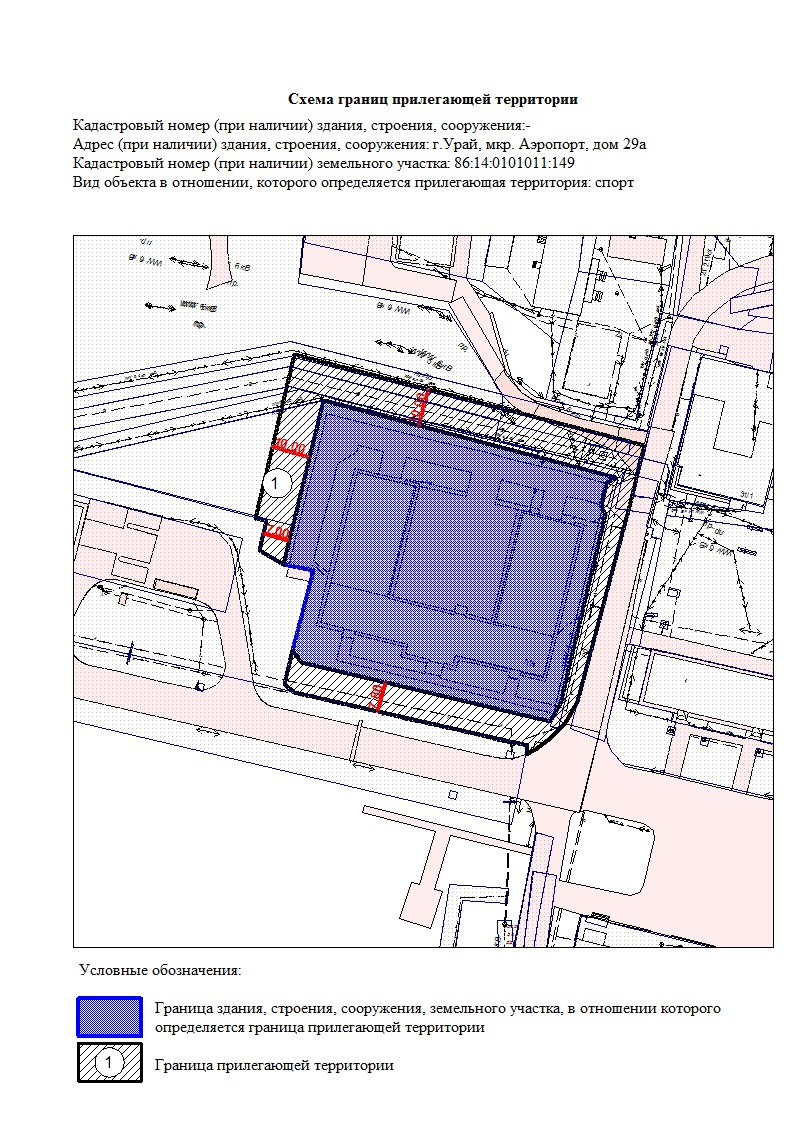 Схема границ прилегающей территории
Кадастровый номер (при наличии) здания, строения, сооружения:-
Адрес (при наличии) здания, строения, сооружения: г.Урай, мкр. Аэропорт, дом 29а
Кадастровый номер (при наличии) земельного участка: 86:14:0101011:149
Вид объекта в отношении, которого определяется прилегающая территория: спорт
10.00
1
7.00
Условные обозначения:
Граница здания, строения, сооружения, земельного участка, в отношении которого
определяется граница прилегающей территории
1
Граница прилегающей территории